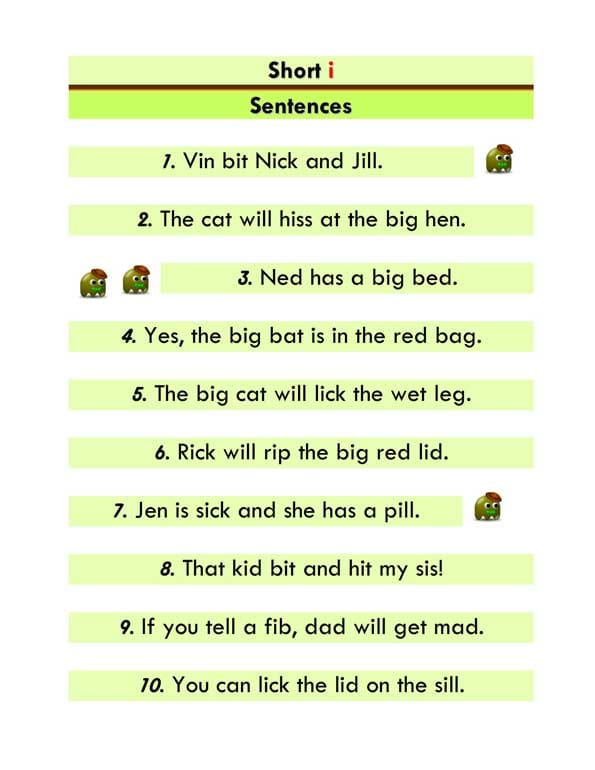 Short i
Sentences
1. Vin bit Nick and Jill.
2. The cat will hiss at the big hen.
3. Ned has a big bed.
4. Yes, the big bat is in the red bag.
5. The big cat will lick the wet leg.
6. Rick will rip the big red lid.
7. Jen is sick and she has a pill.
8. That kid bit and hit my sis!
9. If you tell a fib, dad will get mad.
10. You can lick the lid on the sill.